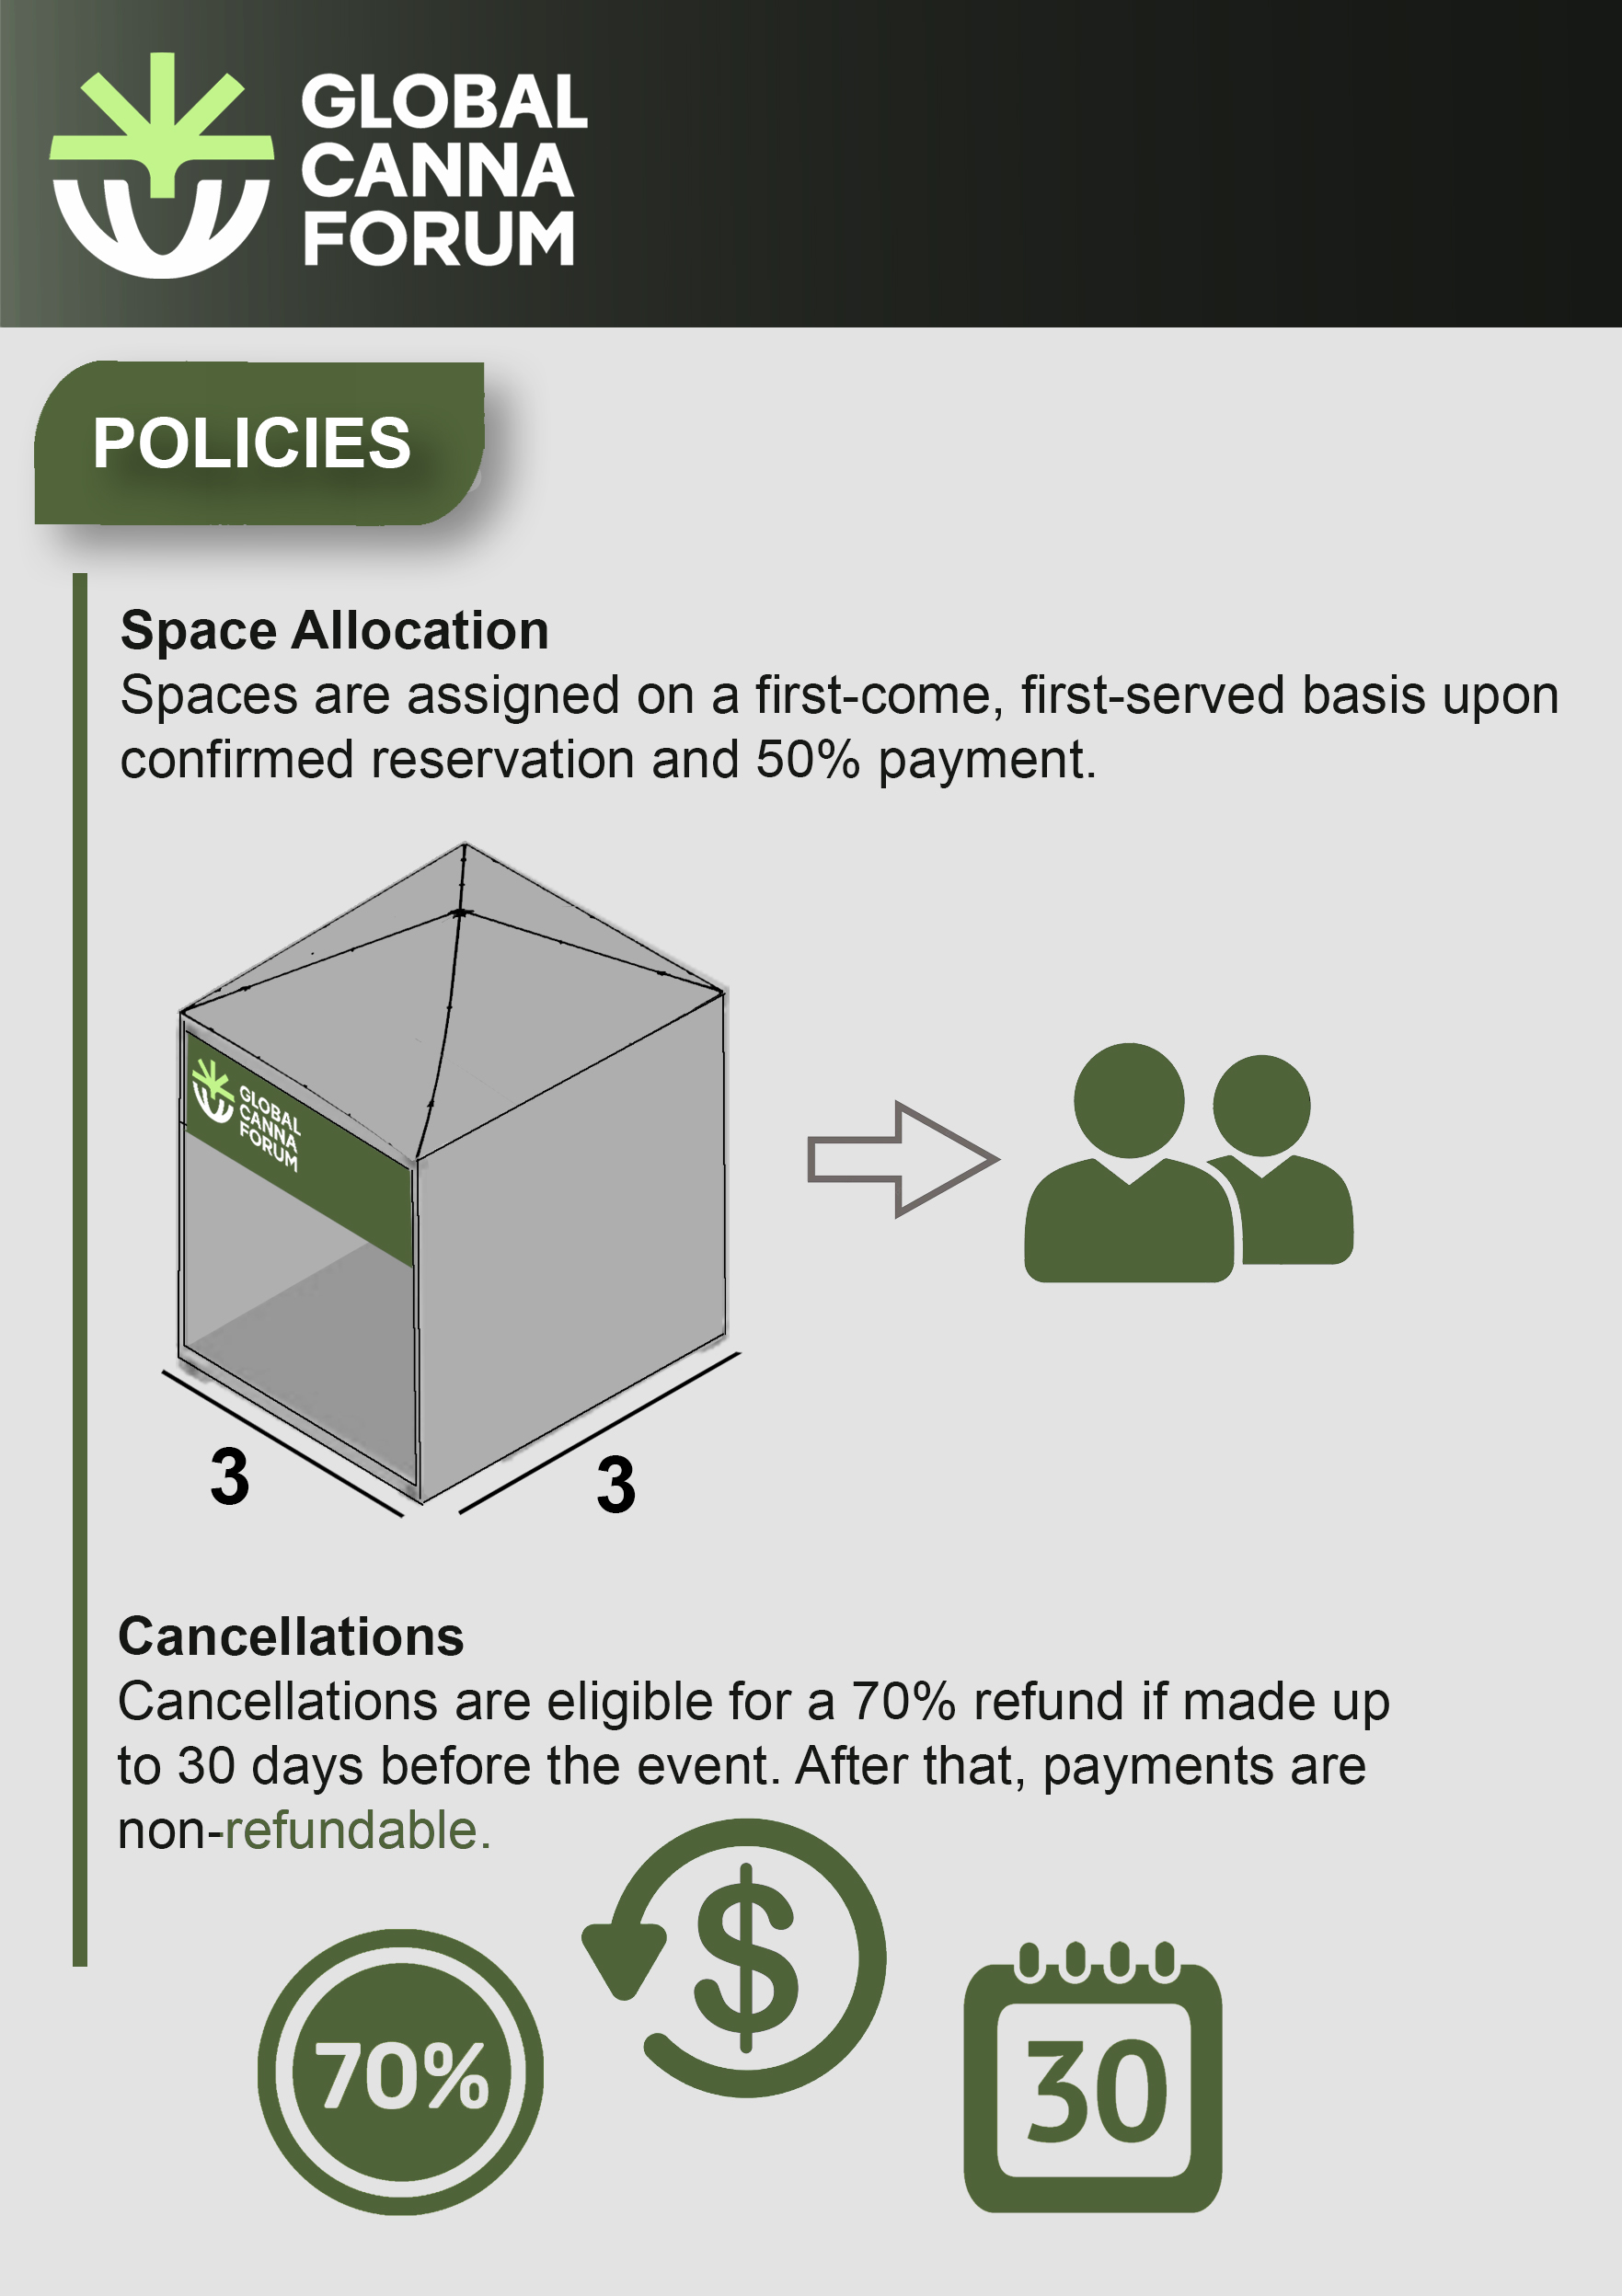 GLOBAL
CANNA
FORUM
POLICIES
Space Allocation
Spaces are assigned on a first-come, first-served basis upon
confirmed reservation and 50% payment.
GLOBAL
CANNA
FORUM
3
3
Cancellations
Cancellations are eligible for a 70% refund if made up
to 30 days before the event. After that, payments are
non-refundable.
$
70%
30